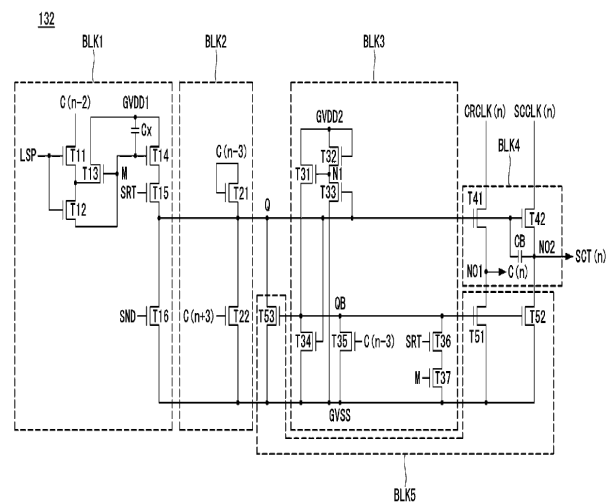 132
BLK1
BLK2
BLK3
C(n-2)
GVDD1
GVDD2
CRCLK(n)
SCCLK(n)
BLK4
Cx
LSP
T11
T13
M
T14
T12
SRT
T15
C(n-3)
T21
T31
T32
N1
T33
Q
T41
T42
CB
NO2
NO1
C(n)
SCT(n)
SND
T16
C(n+3)
T22
T53
QB
T34
T35
C(n-3)
SRT
T36
M
T37
T51
T52
GVSS
BLK5